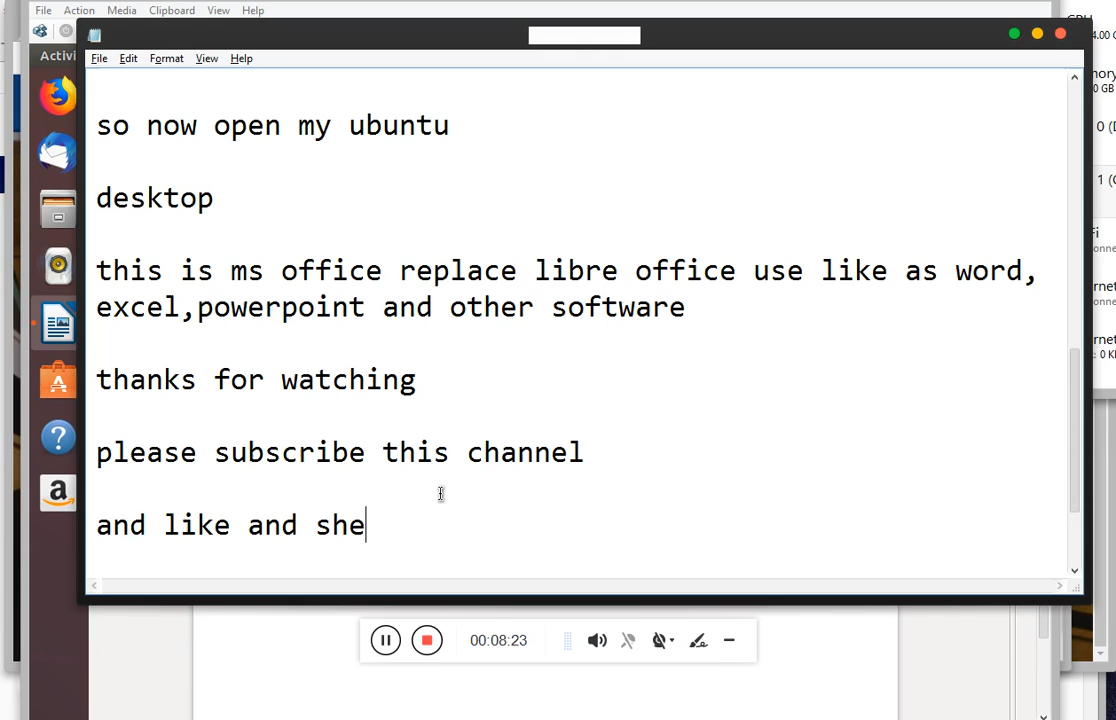 File Action Media Clipboard View Help
Activi
File Edit Format View Help
so now open my ubuntu
desktop
this is ms office replace libre office use like as word,
excel,powerpoint and other software
thanks for watching
please subscribe this channel
and like and she
00:08:23